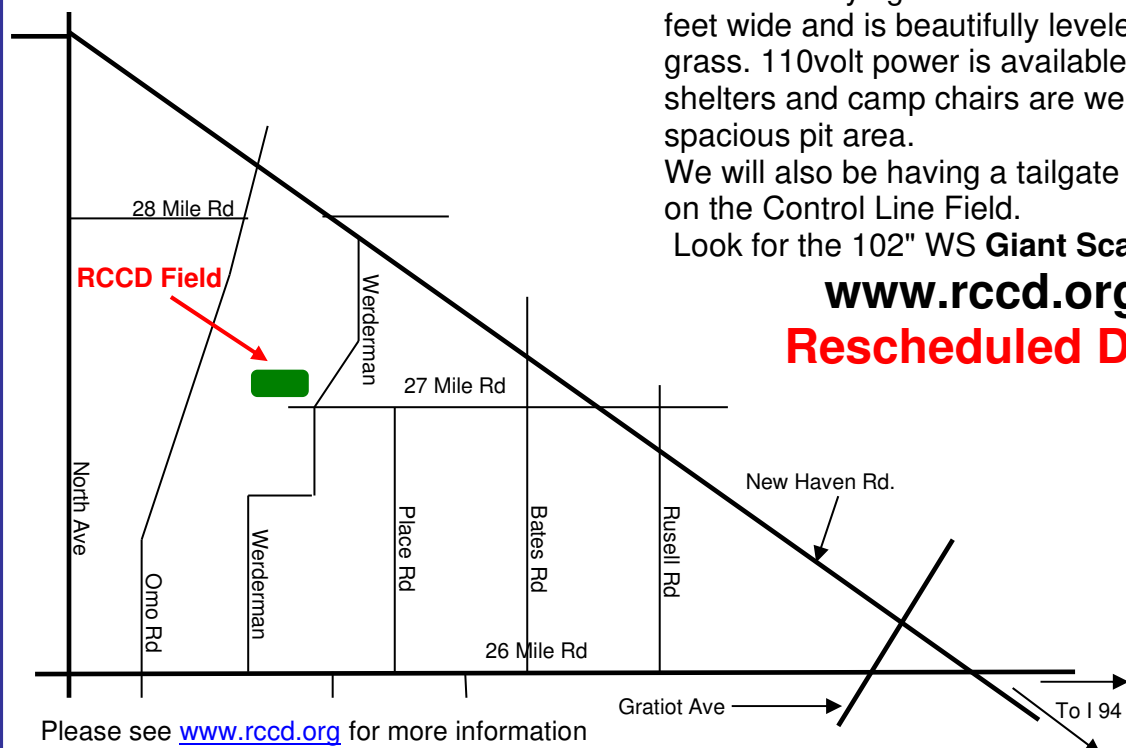 feet wide and is beautifully
grass. 110volt power is available
shelters and camp chairs are
spacious pit area.
We will also be having a tailgate
on the Control Line Field.
Look for the 102" WS Giant
www.rccd.org
Rescheduled
28 Mile Rd
RCCD Field
Werderman
27 Mile Rd
North Ave
New Haven Rd.
Omo Rd
Werderman
Place Rd
Bates Rd
Rusell Rd
26 Mile Rd
Gratiot Ave
To I 94
Please see www.rccd.org for more information